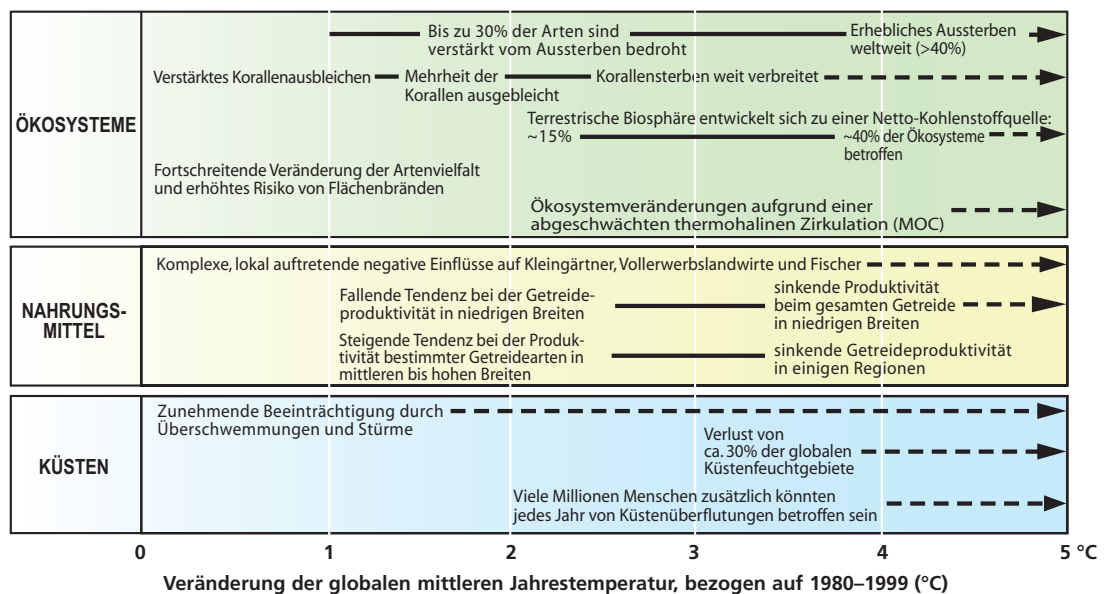 ÖKOSYSTEME
Bis zu 30% der Arten sind
verstärkt vom Aussterben bedroht
Erhebliches Aussterben
weltweit (>40%)
Verstärktes Korallenausbleichen
Mehrheit der
Korallen ausgebleicht
Korallensterben weit verbreitet
Terrestrische Biosphäre entwickelt sich zu einer Netto-Kohlenstoffquelle:
~15%
~40% der Ökosysteme
betroffen
Fortschreitende Veränderung der Artenvielfalt
und erhöhtes Risiko von Flächenbränden
Ökosystemveränderungen aufgrund einer
abgeschwächten thermohalinen Zirkulation (MOC)
NAHRUNGS-
MITTEL
Komplexe, lokal auftretende negative Einflüsse auf Kleingärtner, Vollerwerbslandwirte und Fischer
Fallende Tendenz bei der Getreide-
produktivität in niedrigen Breiten
sinkende Produktivität
beim gesamten Getreide
in niedrigen Breiten
Steigende Tendenz bei der Produk-
tivität bestimmter Getreidearten in
mittleren bis hohen Breiten
sinkende Getreideproduktivität
in einigen Regionen
KÜSTEN
Zunehmende Beeinträchtigung durch
Überschwemmungen und Stürme
Verlust von
ca. 30% der globalen
Küstenfeuchtgebiete
Viele Millionen Menschen zusätzlich könnten
jedes Jahr von Küstenüberflutungen betroffen sein
0 1 2 3 4 5 °C
Veränderung der globalen mittleren Jahrestemperatur, bezogen auf 1980–1999 (°C)